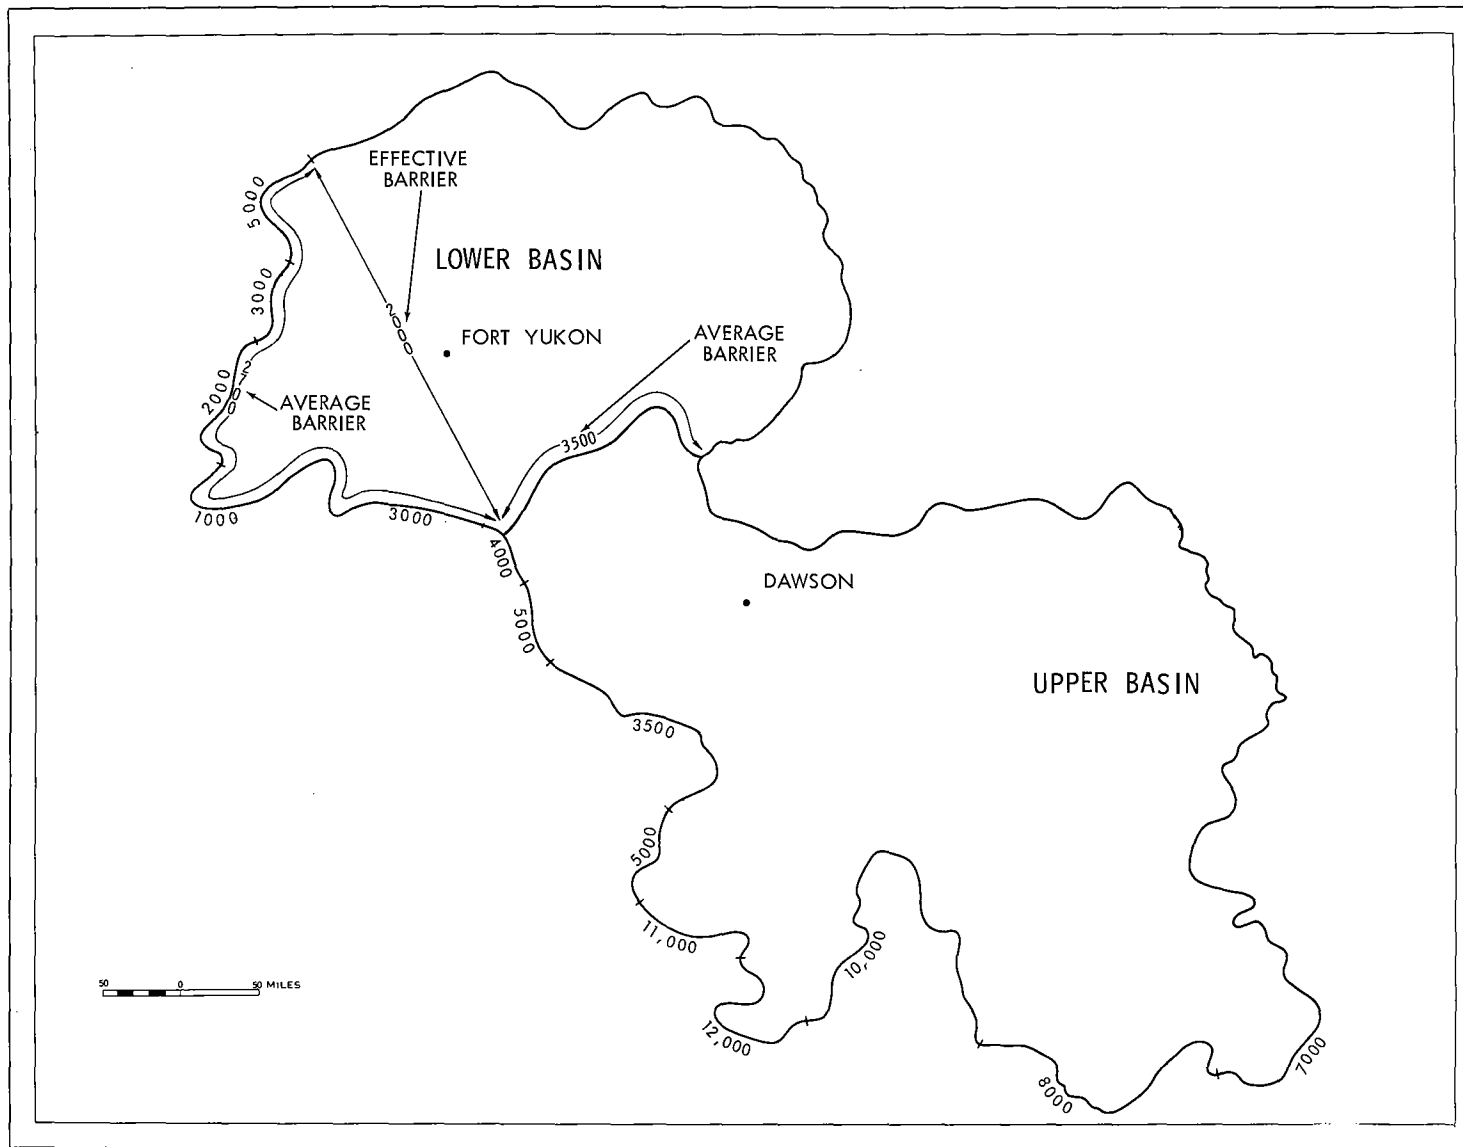 EFFECTIVE
BARRIER
5000
LOWER BASIN
3000
2000
FORT YUKON
AVERAGE
BARRIER
2000
2700
AVERAGE
BARRIER
3500
1000
3000
4000
DAWSON
5000
UPPER BASIN
3500
5000
11,000
10,000
50 0 50 MILES
12,000
7000
8000